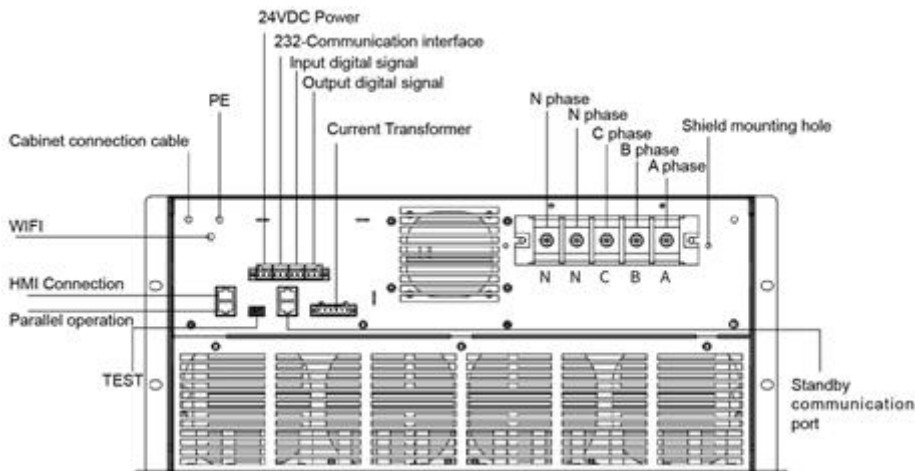 24VDC Power
232-Communication interface
Input digital signal
Output digital signal
PE
Current Transformer
Cabinet connection cable
N phase
N phase
C phase
B phase
A phase
Shield mounting hole
WIFI
HMI Connection
Parallel operation
TEST
N N C B A
Standby
communication
port